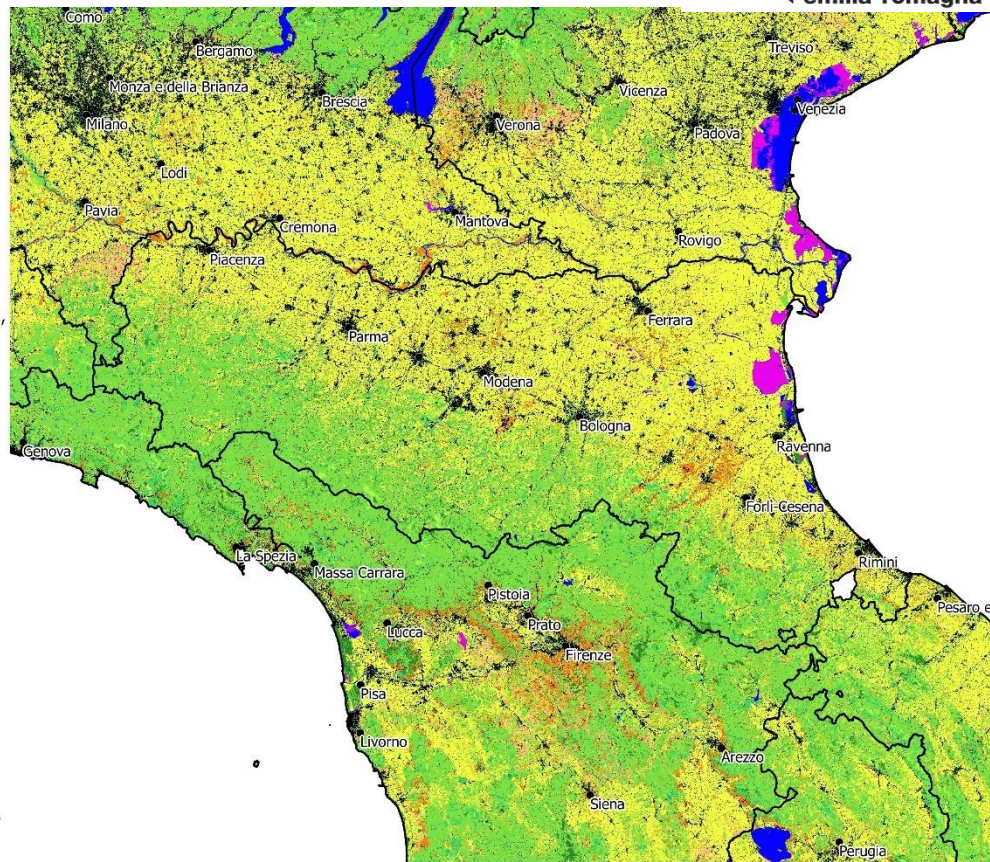 emilia-romagna
Como
Bergamo
Treviso
Monza e della Brianza
Brescia
Vicenza
Venezia
Milano
Verona
Padova
Lodi
Pavia
Cremona
Mantova
Rovigo
Piacenza
Ferrara
Parma
Modena
Bologna
Genova
Ravenna
Forlì-Cesena
La Spezia
Massa Carrara
Rimini
Pistoia
Pesaro e
Prato
Lucca
Firenze
Pisa
Livorno
Arezzo
Siena
Perugia